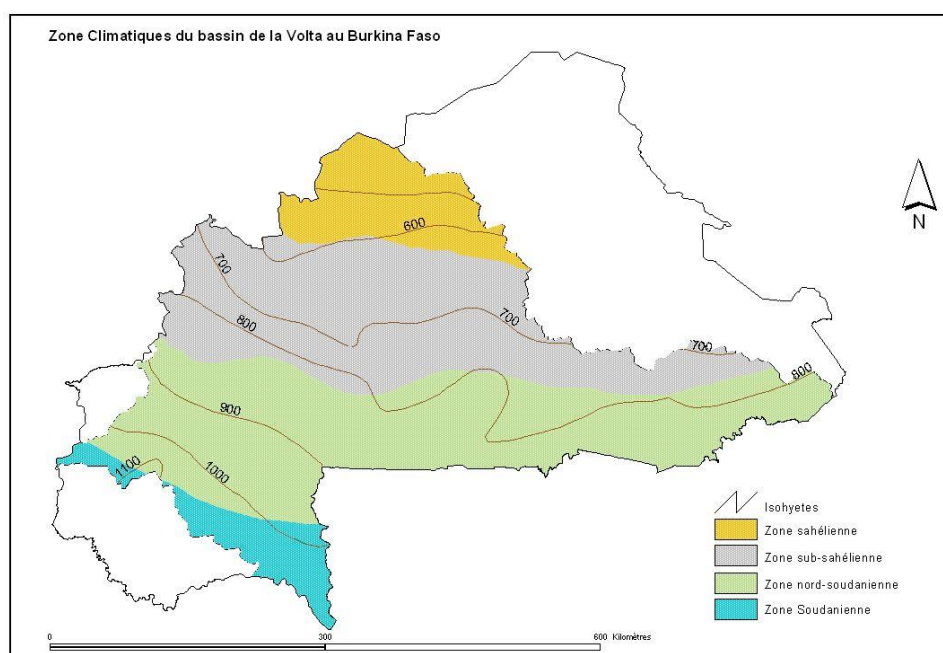 Zone Climatiques du bassin de la Volta au Burkina Faso
600
700
800
700
700
800
900
1000
1100
N
Isohyetes
Zone sahélienne
Zone sub-sahélienne
Zone nord-soudanienne
Zone Soudanienne
0 300 600 Kilomètres